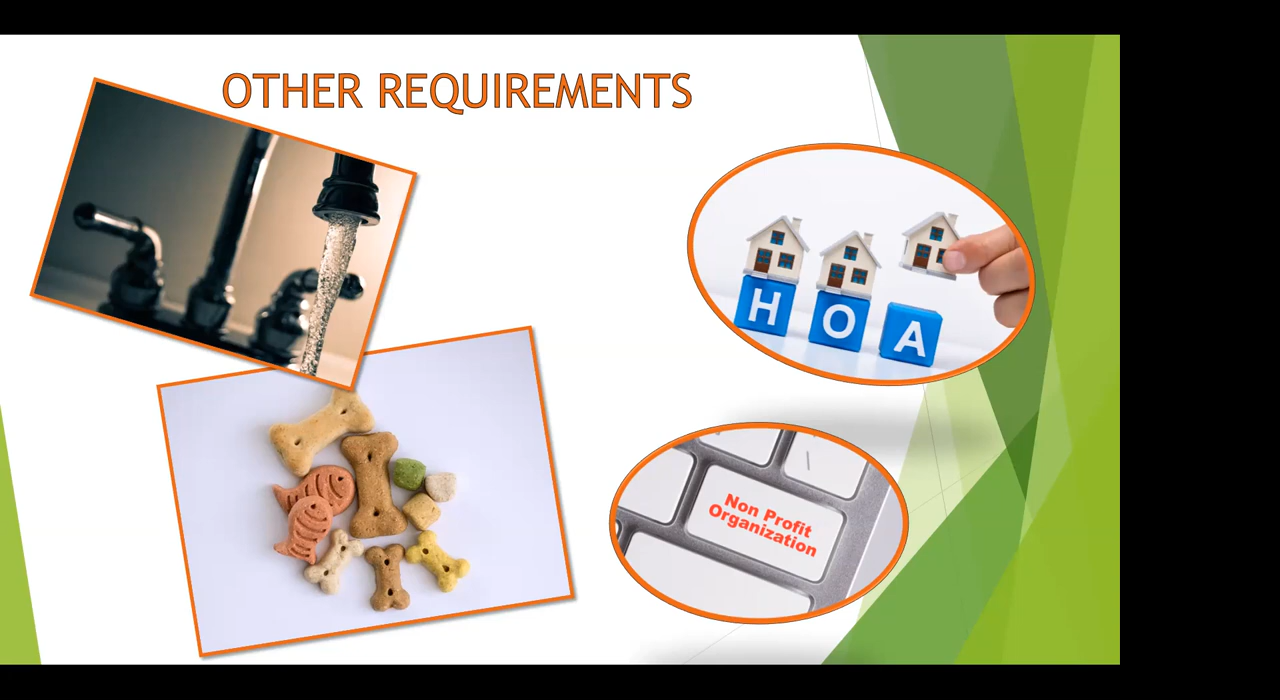 OTHER REQUIREMENTS
H O A
Non Profit
Organization